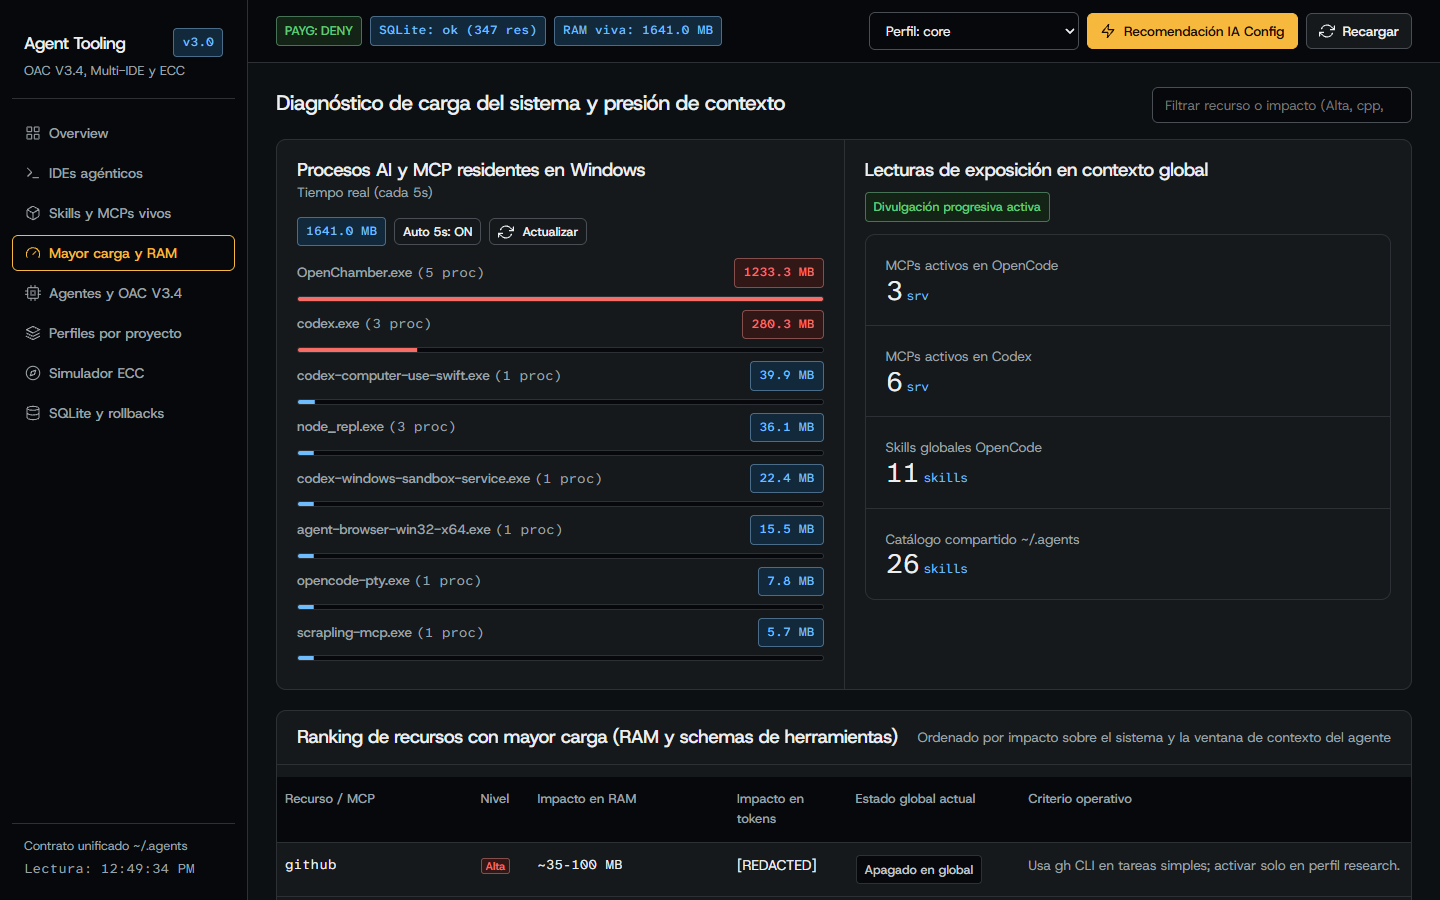 Agent Tooling
v3.0
OAC V3.4, Multi-IDE y ECC
Overview
IDEs agénticos
Skills y MCPs vivos
Mayor carga y RAM
Agentes y OAC V3.4
Perfiles por proyecto
Simulador ECC
SQLite y rollbacks
Contrato unificado ~/.agents
Lectura: 12:49:34 PM
PAYG: DENY
SQLite: ok (347 res)
RAM viva: 1641.0 MB
Perfil: core
Recomendación IA Config
Recargar
Diagnóstico de carga del sistema y presión de contexto
Filtrar recurso o impacto (Alta, cpp,
Procesos AI y MCP residentes en Windows
Tiempo real (cada 5s)
1641.0 MB
Auto 5s: ON
Actualizar
OpenChamber.exe (5 proc)
1233.3 MB
codex.exe (3 proc)
280.3 MB
codex-computer-use-swift.exe (1 proc)
39.9 MB
node_repl.exe (3 proc)
36.1 MB
codex-windows-sandbox-service.exe (1 proc)
22.4 MB
agent-browser-win32-x64.exe (1 proc)
15.5 MB
opencode-pty.exe (1 proc)
7.8 MB
scrapling-mcp.exe (1 proc)
5.7 MB
Lecturas de exposición en contexto global
Divulgación progresiva activa
MCPs activos en OpenCode
3 srv
MCPs activos en Codex
6 srv
Skills globales OpenCode
11 skills
Catálogo compartido ~/.agents
26 skills
Ranking de recursos con mayor carga (RAM y schemas de herramientas)
Ordenado por impacto sobre el sistema y la ventana de contexto del agente
Recurso / MCP
Nivel
Impacto en RAM
Impacto en
tokens
Estado global actual
Criterio operativo
github
Alta
~35-100 MB
[REDACTED]
Apagado en global
Usa gh CLI en tareas simples; activar solo en perfil research.